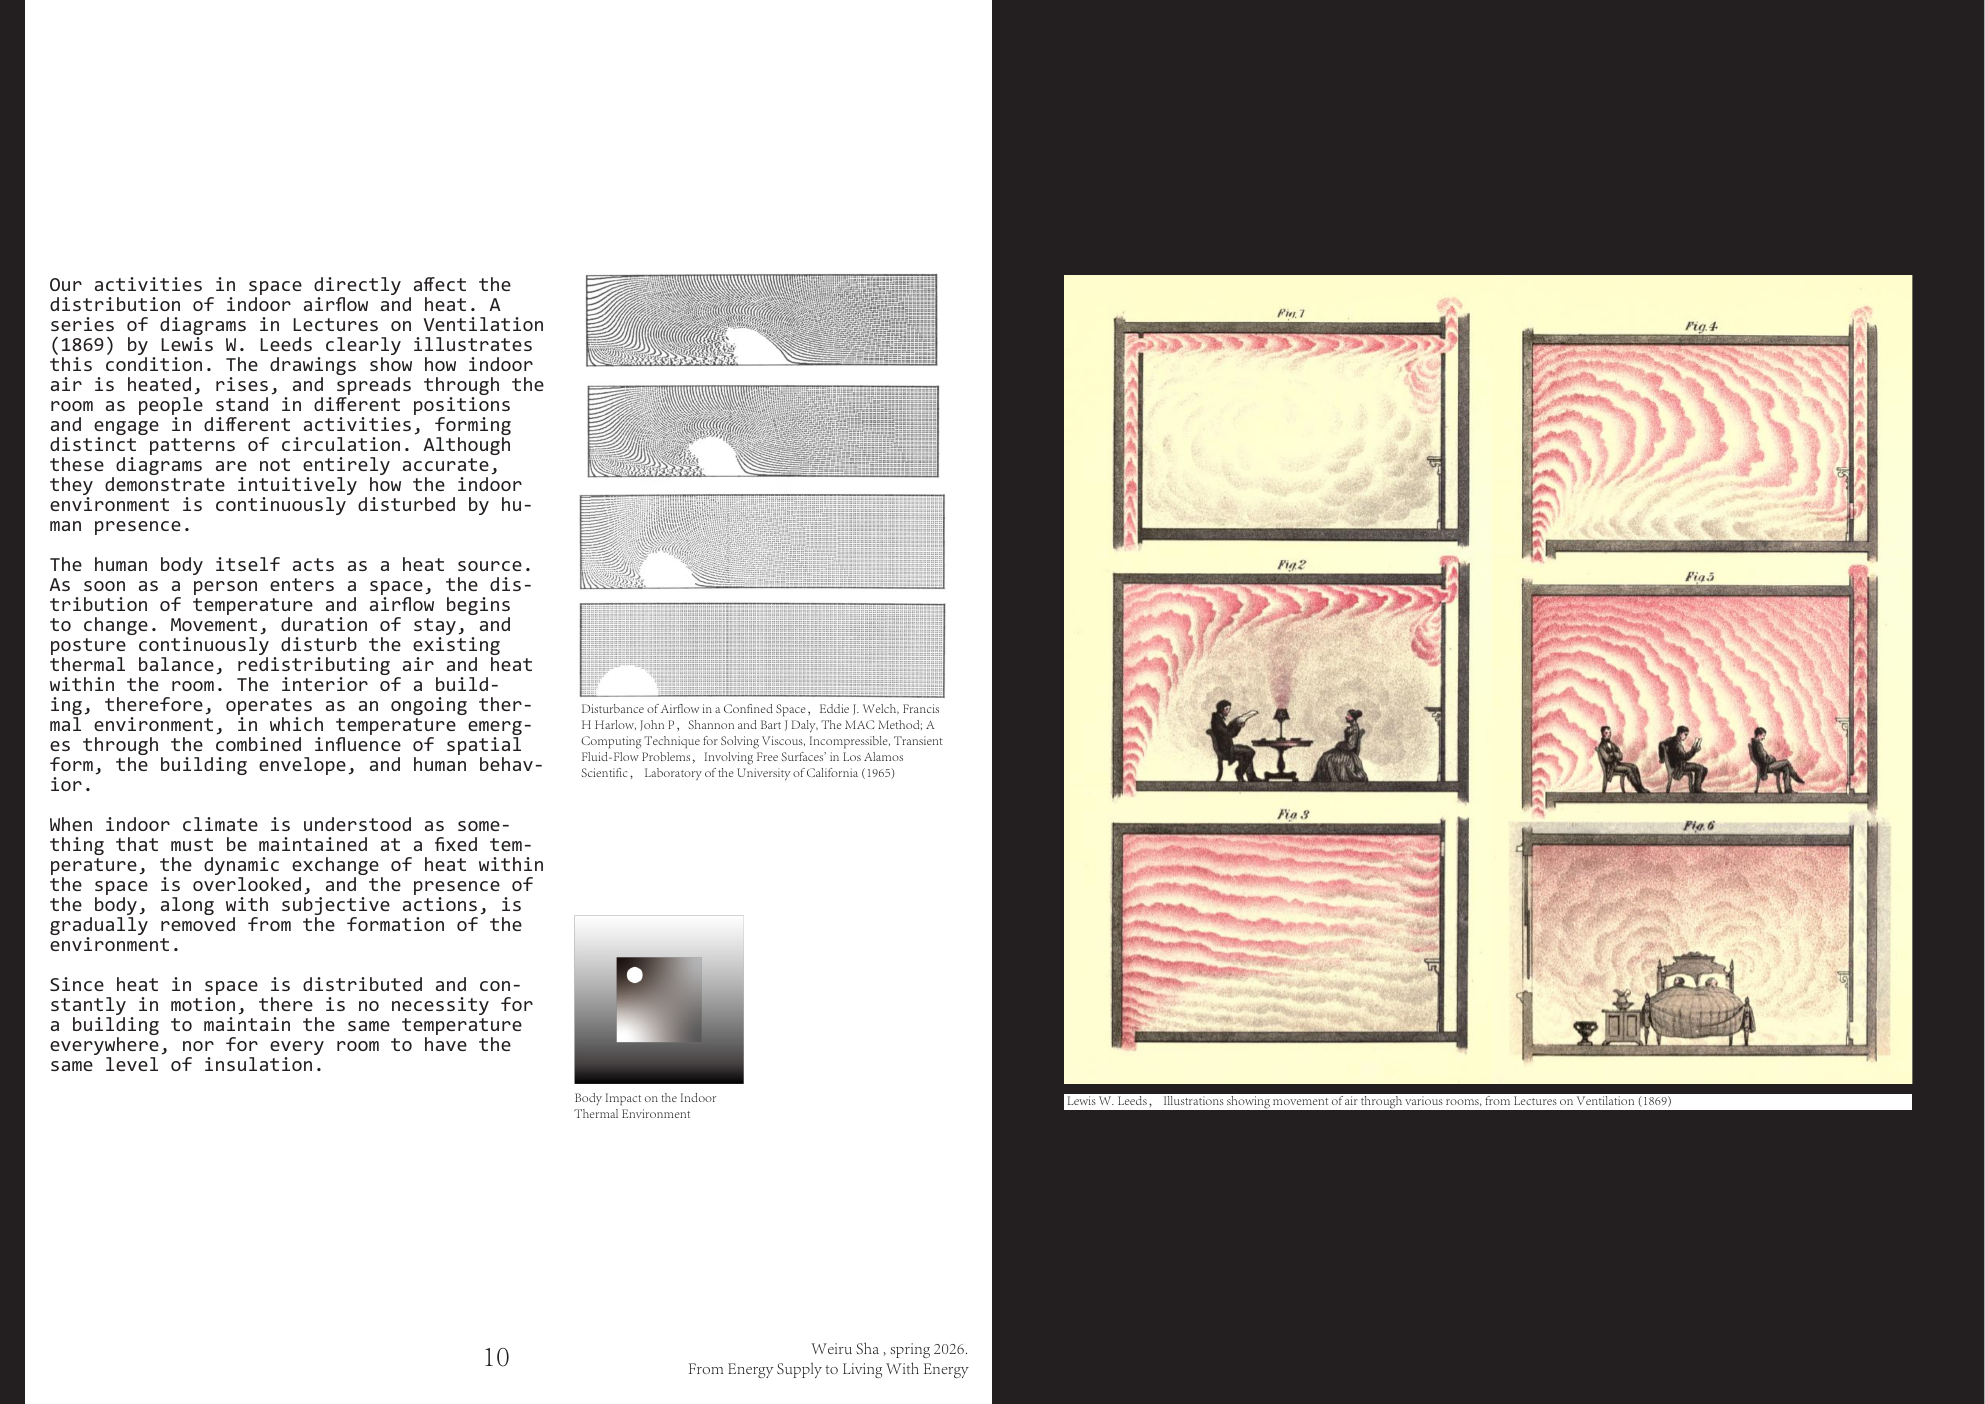 Our activities in space directly affect the
distribution of indoor airflow and heat. A
series of diagrams in Lectures on Ventilation
(1869) by Lewis W. Leeds clearly illustrates
this condition. The drawings show how indoor
air is heated, rises, and spreads through the
room as people stand in different positions
and engage in different activities, forming
distinct patterns of circulation. Although
these diagrams are not entirely accurate,
they demonstrate intuitively how the indoor
environment is continuously disturbed by hu-
man presence.
The human body itself acts as a heat source.
As soon as a person enters a space, the dis-
tribution of temperature and airflow begins
to change. Movement, duration of stay, and
posture continuously disturb the existing
thermal balance, redistributing air and heat
within the room. The interior of a build-
ing, therefore, operates as an ongoing ther-
mal environment, in which temperature emerg-
es through the combined influence of spatial
form, the building envelope, and human behav-
ior.
When indoor climate is understood as some-
thing that must be maintained at a fixed tem-
perature, the dynamic exchange of heat within
the space is overlooked, and the presence of
the body, along with subjective actions, is
gradually removed from the formation of the
environment.
Since heat in space is distributed and con-
stantly in motion, there is no necessity for
a building to maintain the same temperature
everywhere, nor for every room to have the
same level of insulation.
Disturbance of Airflow in a Confined Space，Eddie J. Welch, Francis
H Harlow, John P，Shannon and Bart J Daly, The MAC Method; A
Computing Technique for Solving Viscous, Incompressible, Transient
Fluid-Flow Problems，Involving Free Surfaces' in Los Alamos
Scientific， Laboratory of the University of California (1965)
Body Impact on the Indoor
Thermal Environment
10
Weiru Sha , spring 2026.
From Energy Supply to Living With Energy
Fig.1
Fig.4
Fig.2
Fig.5
Fig.3
Fig.6
Lewis W. Leeds， Illustrations showing movement of air through various rooms, from Lectures on Ventilation (1869)